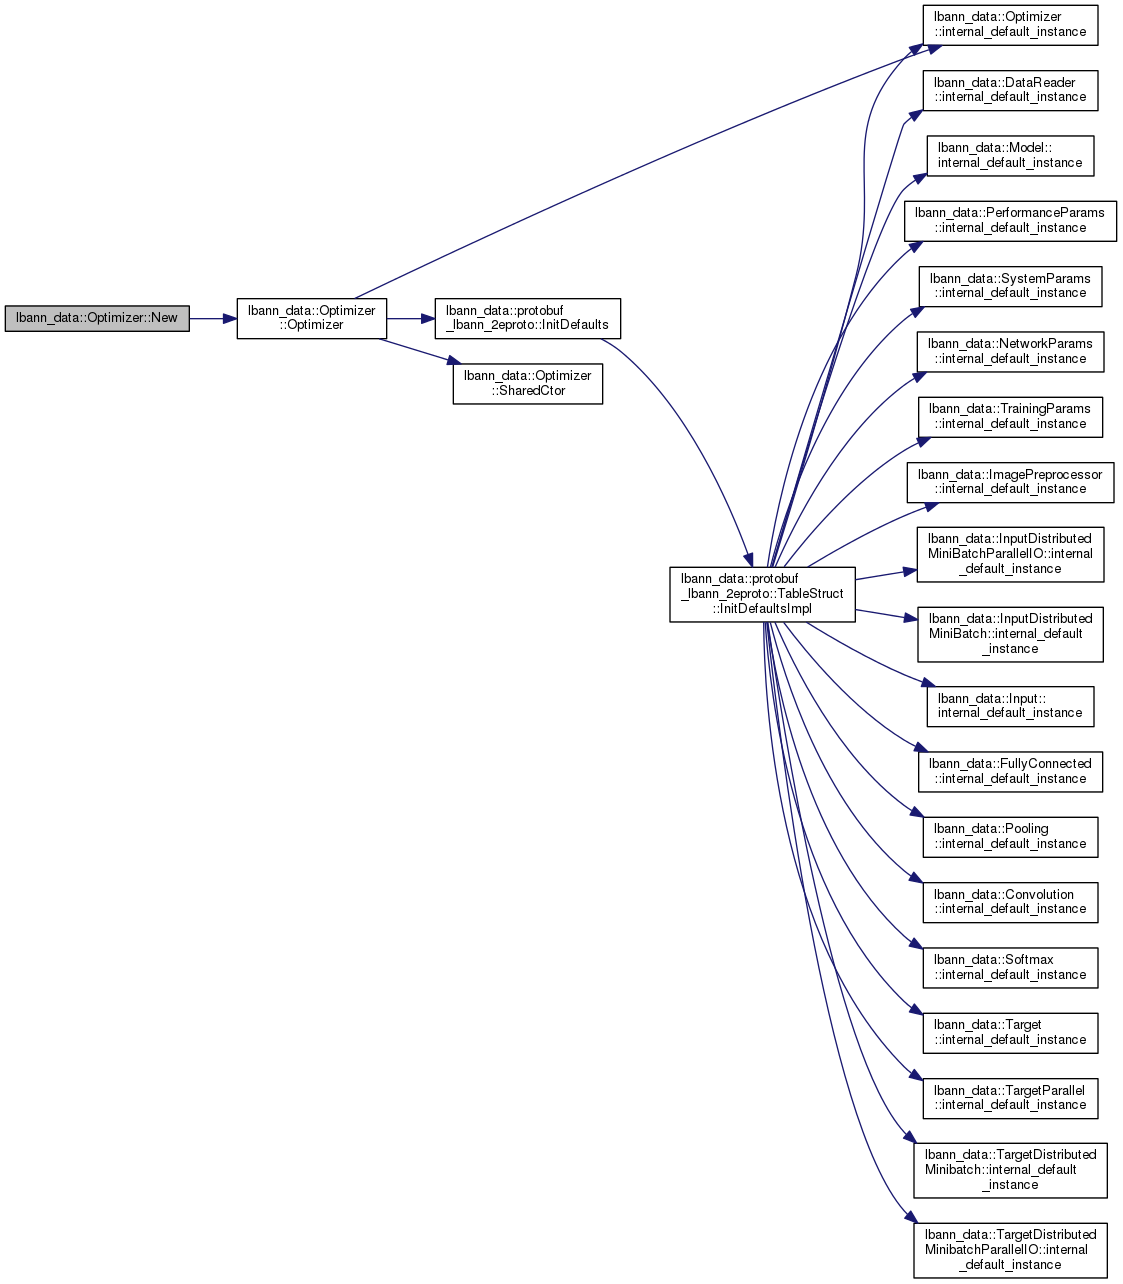 lbann_data::Optimizer::New
lbann_data::Optimizer
::Optimizer
lbann_data::protobuf
_lbann_2eproto::InitDefaults
lbann_data::Optimizer
::SharedCtor
lbann_data::protobuf
_lbann_2eproto::TableStruct
::InitDefaultsImpl
lbann_data::Optimizer
::internal_default_instance
lbann_data::DataReader
::internal_default_instance
lbann_data::Model::
internal_default_instance
lbann_data::PerformanceParams
::internal_default_instance
lbann_data::SystemParams
::internal_default_instance
lbann_data::NetworkParams
::internal_default_instance
lbann_data::TrainingParams
::internal_default_instance
lbann_data::ImagePreprocessor
::internal_default_instance
lbann_data::InputDistributed
MiniBatchParallelIO::internal
_default_instance
lbann_data::InputDistributed
MiniBatch::internal_default
_instance
lbann_data::Input::
internal_default_instance
lbann_data::FullyConnected
::internal_default_instance
lbann_data::Pooling
::internal_default_instance
lbann_data::Convolution
::internal_default_instance
lbann_data::Softmax
::internal_default_instance
lbann_data::Target
::internal_default_instance
lbann_data::TargetParallel
::internal_default_instance
lbann_data::TargetDistributed
Minibatch::internal_default
_instance
lbann_data::TargetDistributed
MinibatchParallelIO::internal
_default_instance